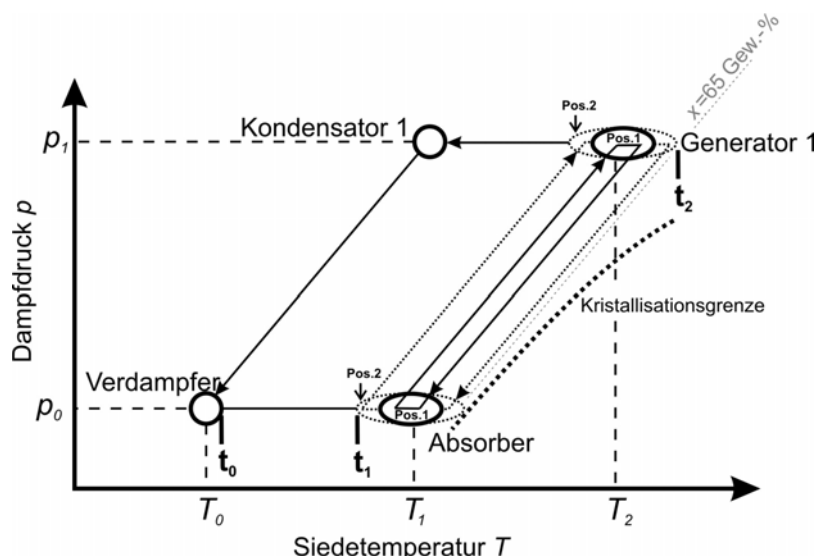 x=65 Gew.-%
Pos.2
Kondensator 1
p1
Pos.1
Generator 1
t2
Dampfdruck p
Kristallisationsgrenze
Verdampfer
Pos.2
p0
Pos.1
Absorber
t0
t1
T0
T1
T2
Siedetemperatur T